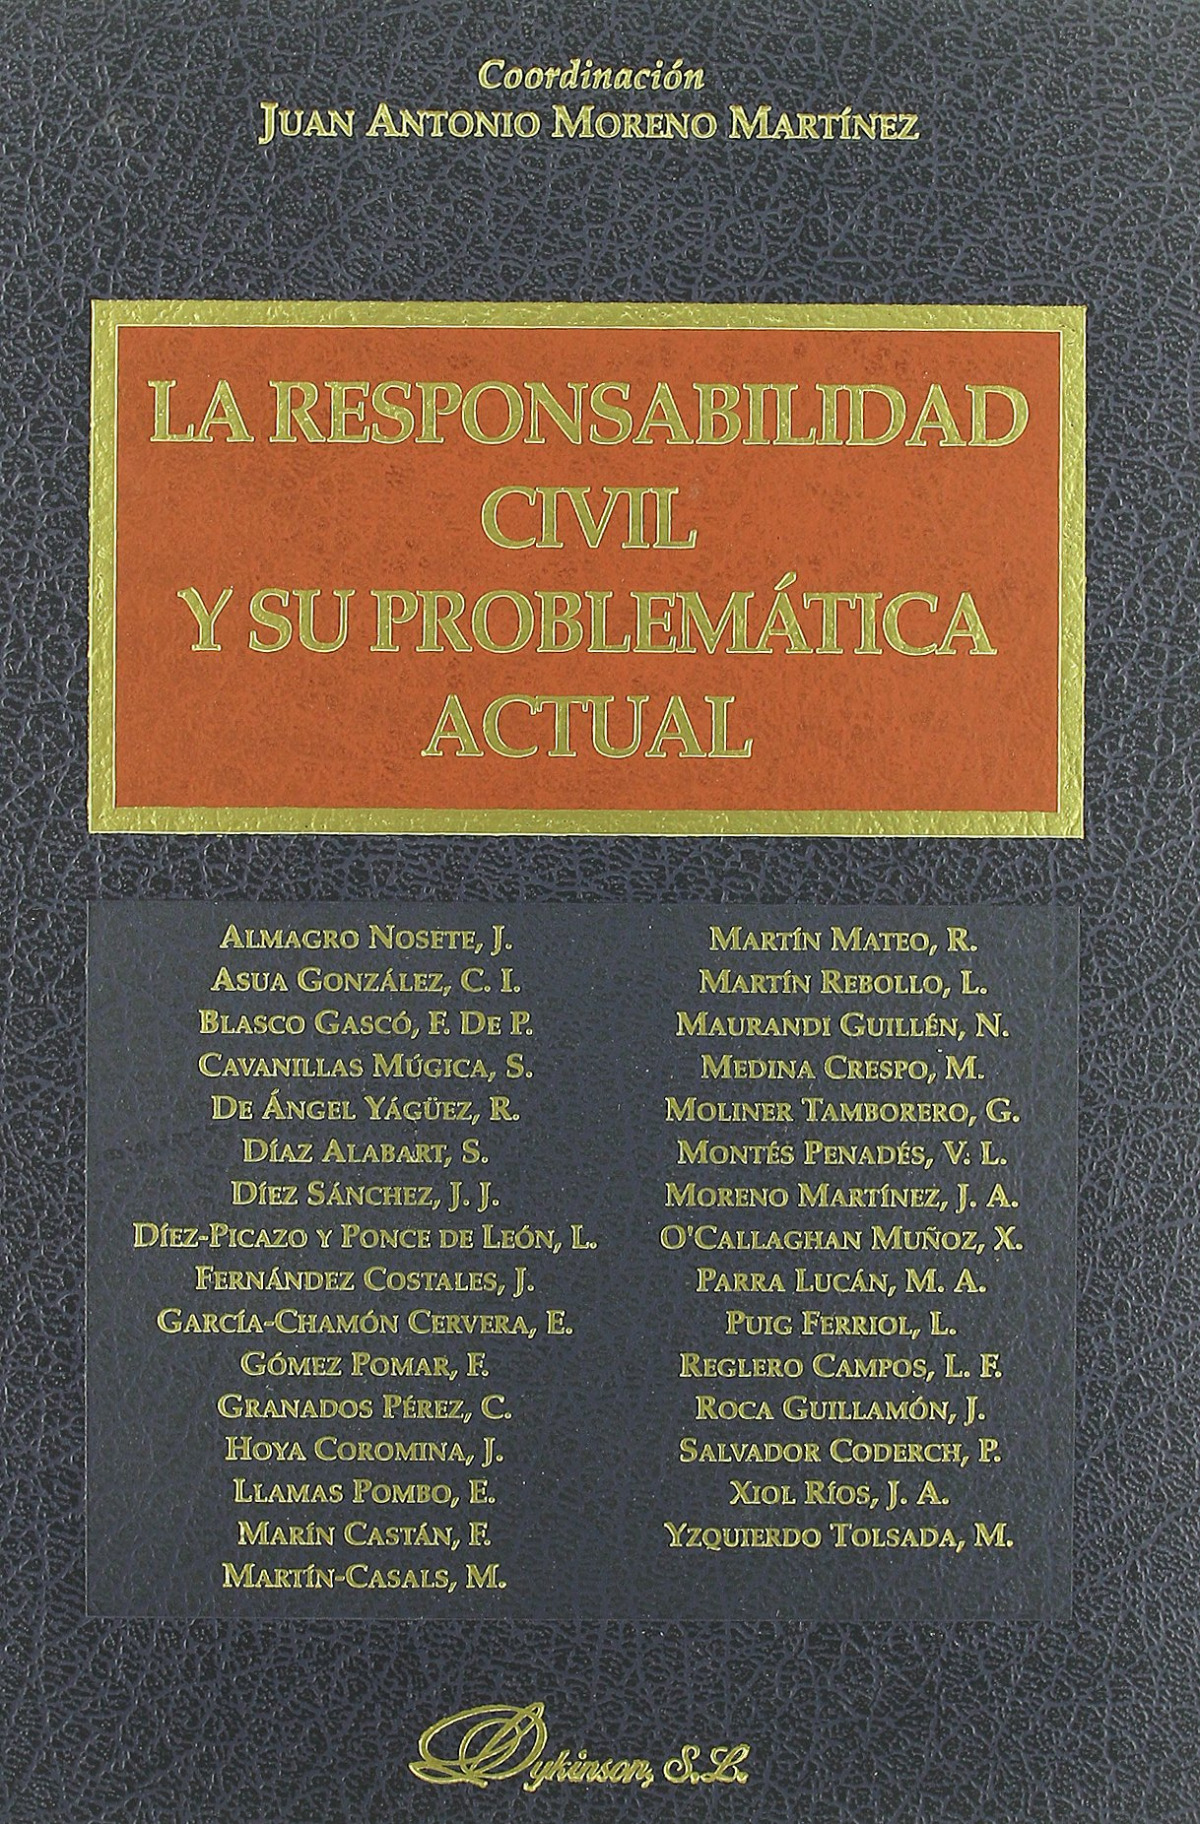 Coordinación
JUAN ANTONIO MORENO MARTÍNEZ
LA RESPONSABILIDAD
CIVIL
Y SU PROBLEMÁTICA
ACTUAL
ALMAGRO NOSETE, J.
ASUA GONZÁLEZ, C. I.
BLASCO GASCÓ, F. DE P.
CAVANILLAS MÚGICA, S.
DE ÁNGEL YÁGÜEZ, R.
DÍAZ ALABART, S.
DÍEZ SÁNCHEZ, J. J.
DÍEZ-PICAZO Y PONCE DE LEÓN, L.
FERNÁNDEZ COSTALES, J.
GARCÍA-CHAMÓN CERVERA, E.
GÓMEZ POMAR, F.
GRANADOS PÉREZ, C.
HOYA COROMINA, J.
LLAMAS POMBO, E.
MARÍN CASTÁN, F.
MARTÍN-CASALS, M.
MARTÍN MATEO, R.
MARTÍN REBOLLO, L.
MAURANDI GUILLÉN, N.
MEDINA CRESPO, M.
MOLINER TAMBORERO, G.
MONTÉS PENADÉS, V. L.
MORENO MARTÍNEZ, J. A.
O'CALLAGHAN MUÑOZ, X.
PARRA LUCÁN, M. A.
PUIG FERRIOL, L.
REGLERO CAMPOS, L. F.
ROCA GUILLAMÓN, J.
SALVADOR CODERCH, P.
XIOL RÍOS, J. A.
YZQUIERDO TOLSADA, M.
Dykinson, S.L.